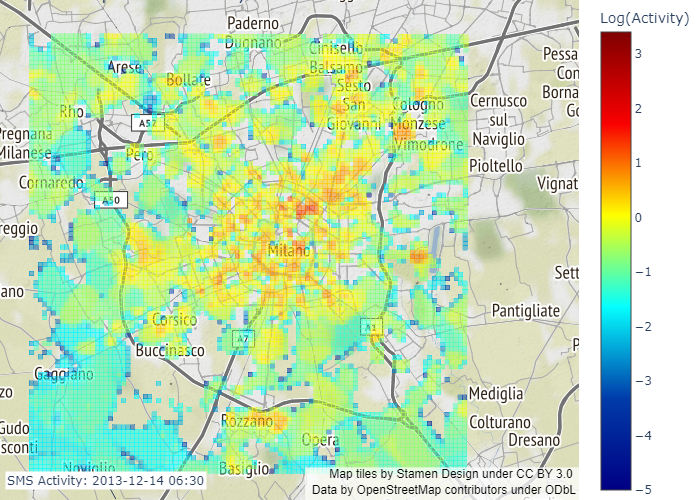 Log(Activity)
Paderno
Dugnano
Cinisello
Balsamo
Pessa
Arese
Bollate
Sesto
Con
San
Borna
Rho
Cologno
Cernusco
Go
A52
Giovanni
Monzese
sul
Pregnana
Naviglio
Milanese
Pero
Vimodrone
Pioltello
Cornaredo
Vignat
A50
reggio
Milano
Sett
ano
Pantigliate
Corsico
A1
A7
Buccinasco
P
Gaggiano
zo
Mediglia
Rozzano
Colturano
Gudo
Opera
Dresano
sconti
Noviglio
Basiglio
SMS Activity: 2013-12-14 06:30
Map tiles by Stamen Design under CC BY 3.0
Data by OpenStreetMap contributors under ODbL
3
2
1
0
−1
−2
−3
−4
−5